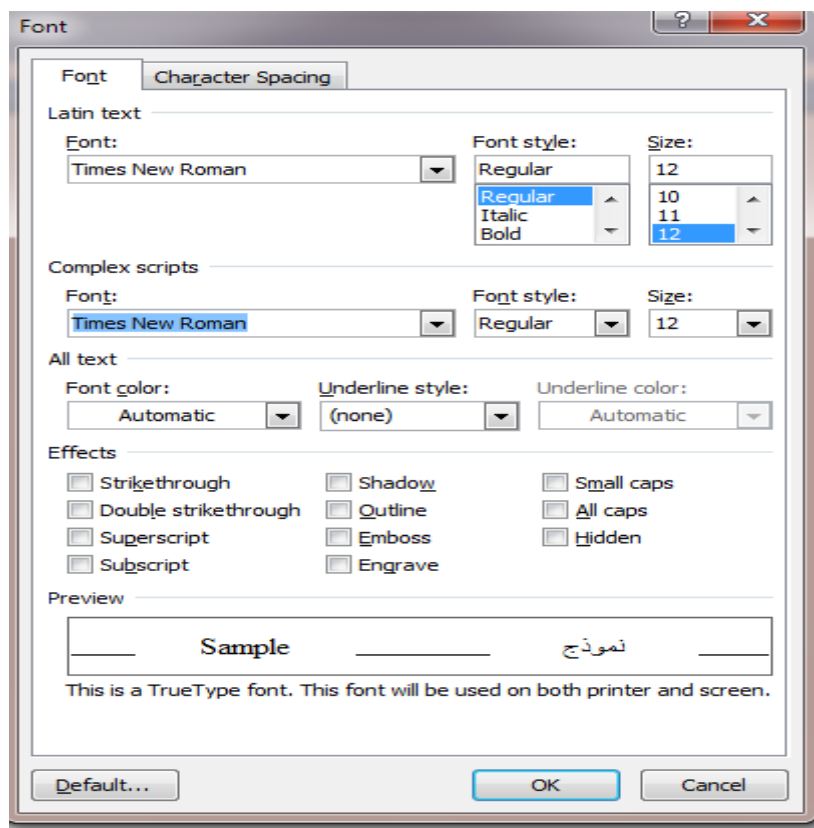 Font
?
Font Character Spacing
Latin text
Font: Font style: Size:
Times New Roman Regular 12
Regular 10
Italic 11
Bold 12
Complex scripts
Font: Font style: Size:
Times New Roman Regular 12
All text
Font color: Underline style: Underline color:
Automatic (none) Automatic
Effects
Strikethrough Shadow Small caps
Double strikethrough Outline All caps
Superscript Emboss Hidden
Subscript Engrave
Preview
Sample نموذج
This is a TrueType font. This font will be used on both printer and screen.
Default... OK Cancel